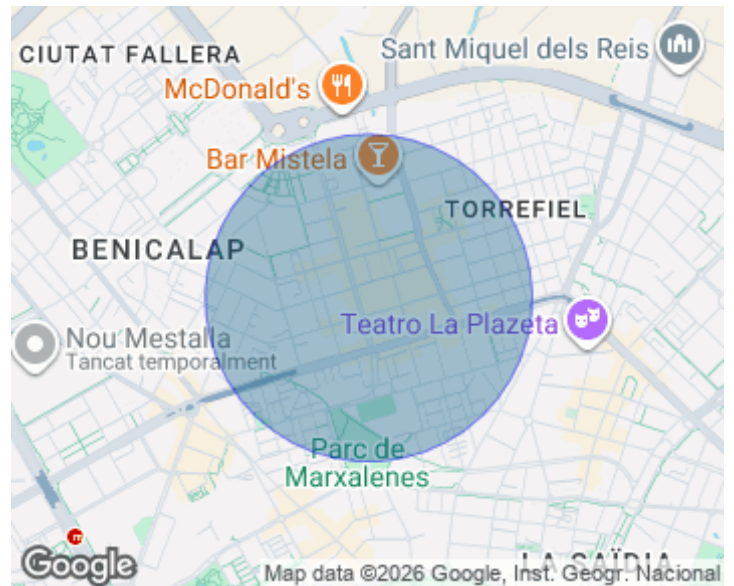 CIUTAT FALLERA
Sant Miquel dels Reis
McDonald's
Bar Mistela
TORREFIEL
BENICALAP
Teatro La Plazeta
Nou Mestalla
Tancat temporalment
Parc de
Marxalenes
LA SAÏDIA
Google
Map data ©2026 Google, Inst. Geogr. Nacional